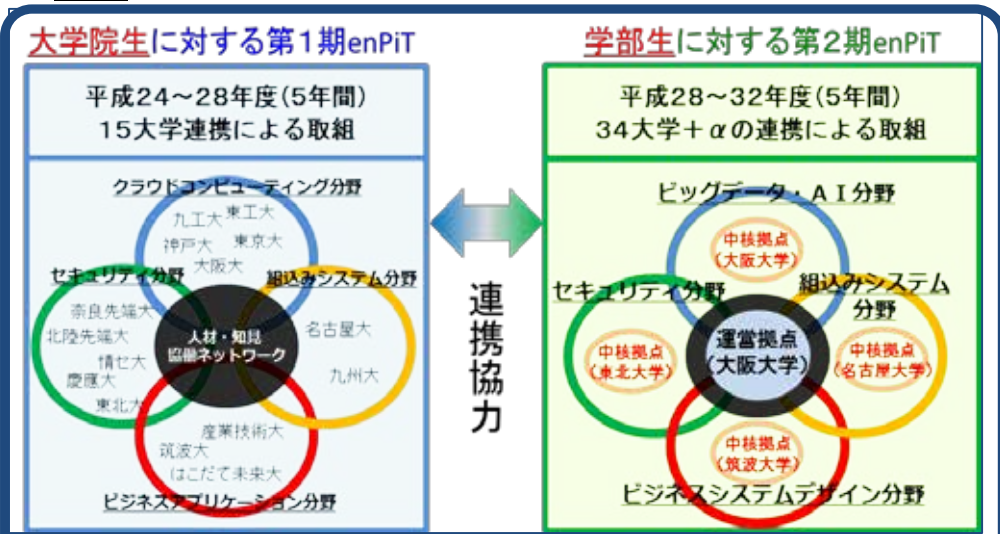 大学院生に対する第1期enPiT
平成24～28年度(5年間)
15大学連携による取組
クラウドコンピューティング分野
九工大 東工大
神戸大 東京大
大阪大
セキュリティ分野
組込みシステム分野
奈良先端大
北陸先端大
情セ大
慶應大
東北大
人材・知見
協働ネットワーク
名古屋大
九州大
産業技術大
筑波大
はこだて未来大
ビジネスアプリケーション分野
連携協力
学部生に対する第2期enPiT
平成28～32年度(5年間)
34大学＋αの連携による取組
ビッグデータ・ＡＩ分野
中核拠点
(大阪大学)
セキュリティ分野
組込みシステム
分野
中核拠点
(東北大学)
運営拠点
(大阪大学)
中核拠点
(名古屋大学)
中核拠点
(筑波大学)
ビジネスシステムデザイン分野